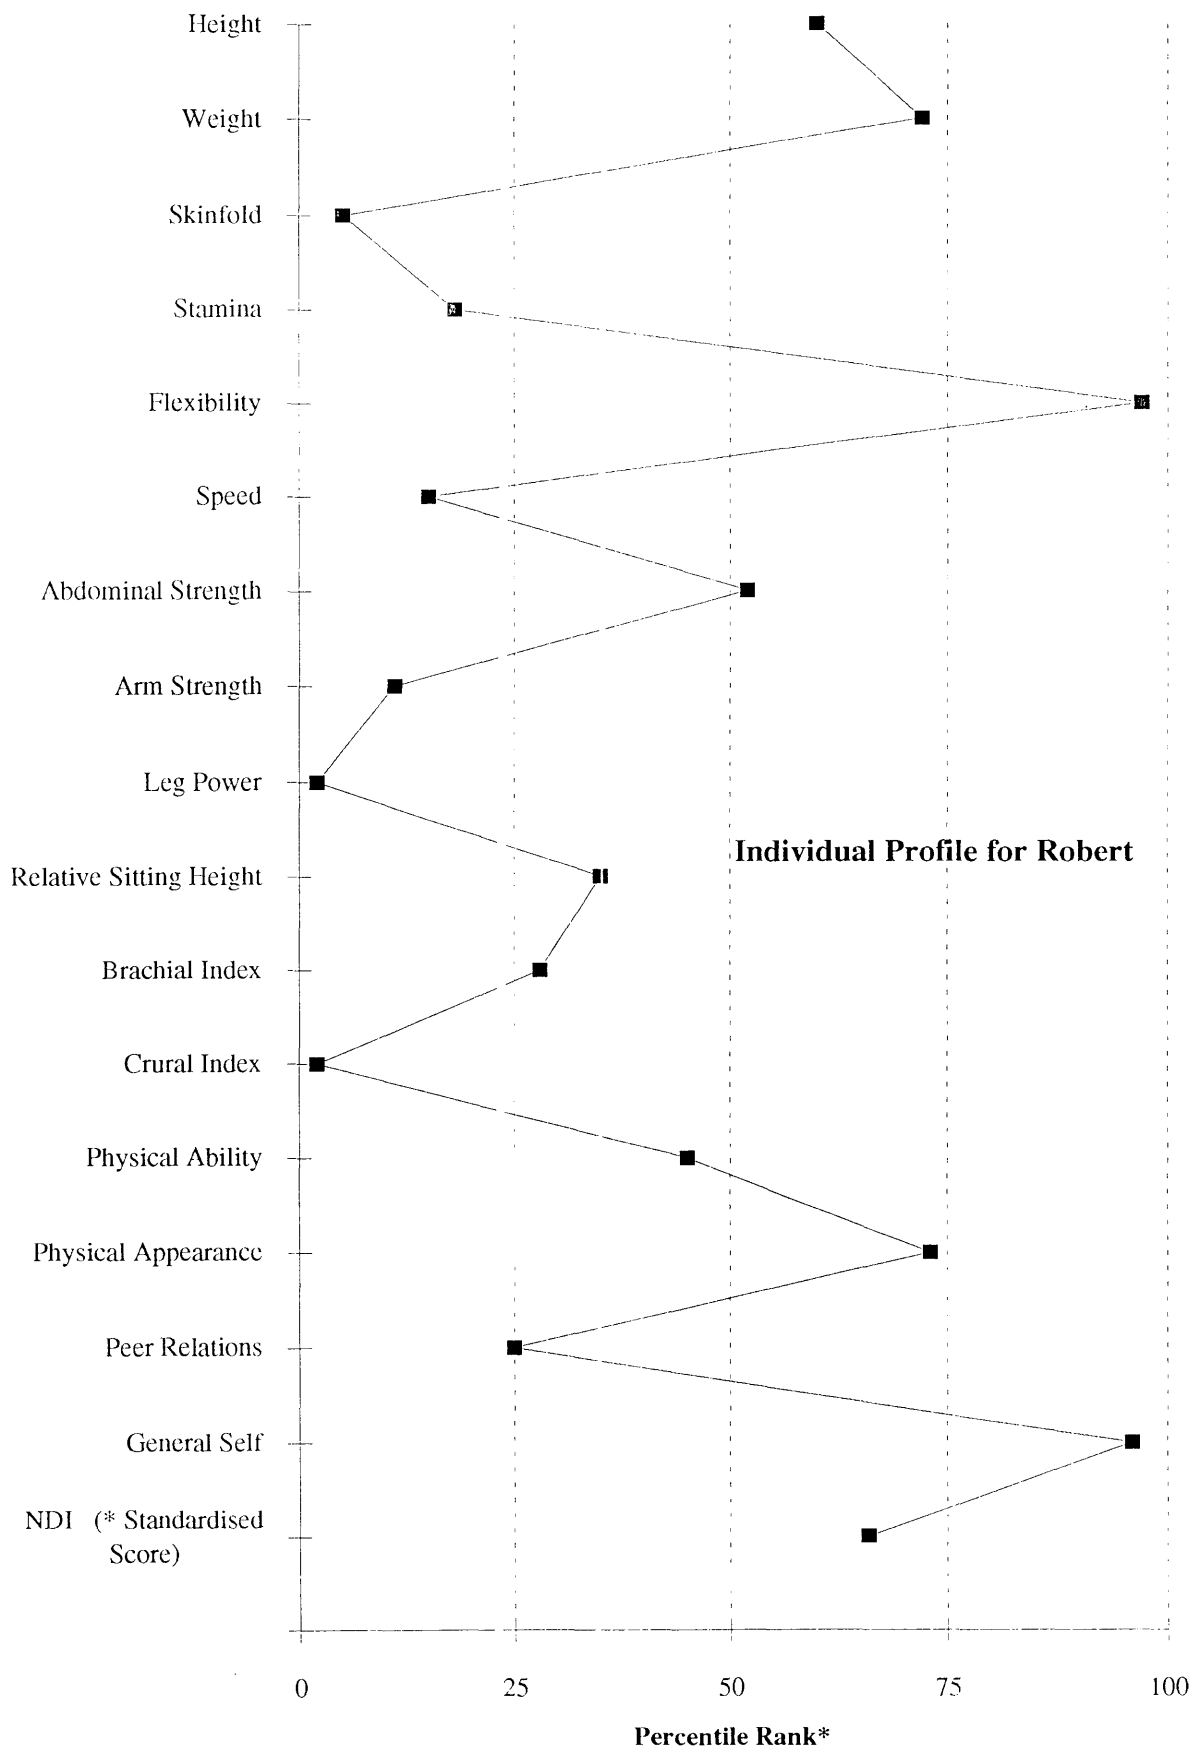 Height
Weight
Skinfold
Stamina
Flexibility
Speed
Abdominal Strength
Arm Strength
Leg Power
Individual Profile for Robert
Relative Sitting Height
Brachial Index
Crural Index
Physical Ability
Physical Appearance
Peer Relations
General Self
NDI (* Standardised
Score)
0 25 50 75 100
Percentile Rank*